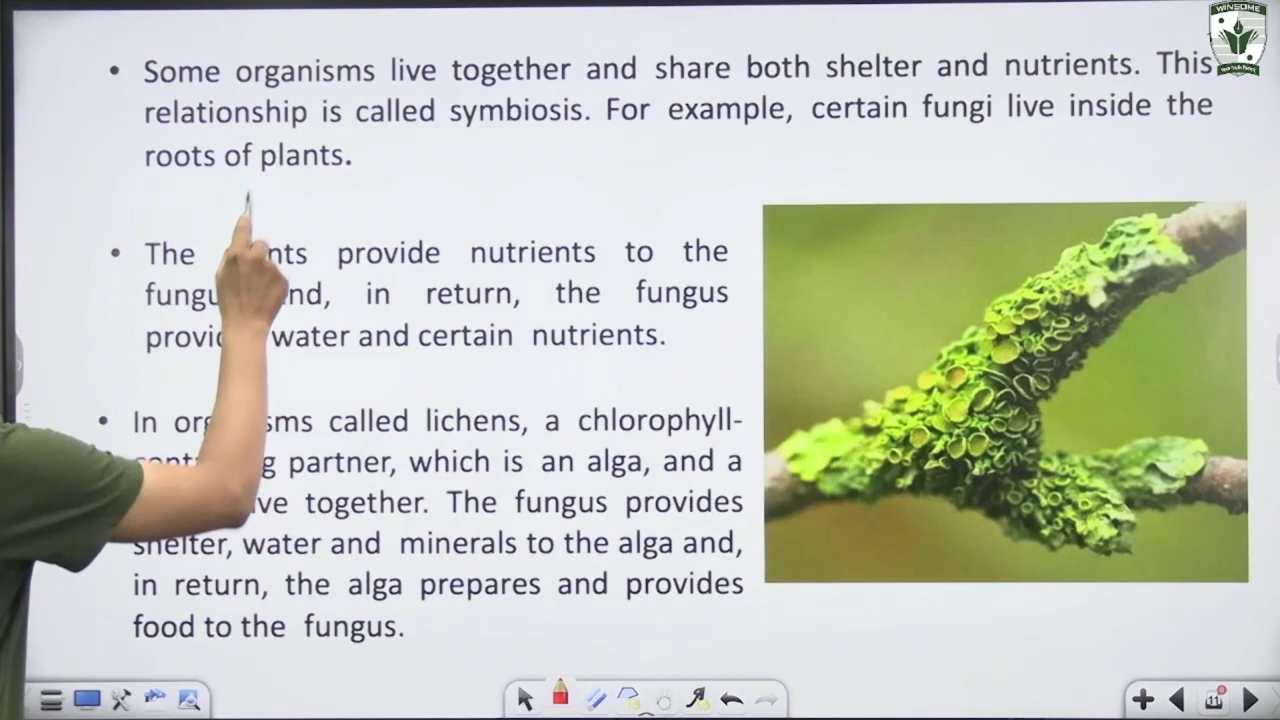 Some organisms live together and share both shelter and nutrients. This
relationship is called symbiosis. For example, certain fungi live inside the
roots of plants.
The nts provide nutrients to the
fungu nd, in return, the fungus
provid water and certain nutrients.
In org sms called lichens, a chlorophyll-
g partner, which is an alga, and a
ve together. The fungus provides
shelter, water and minerals to the alga and,
in return, the alga prepares and provides
food to the fungus.
WINSOME
11